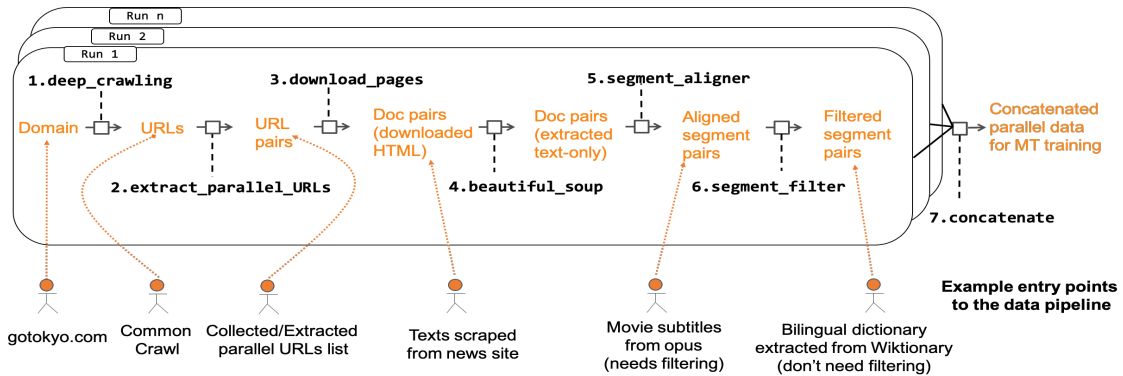 Run n
Run 2
Run 1
1.deep_crawling
3.download_pages
5.segment_aligner
Domain
URLs
URL
pairs
Doc pairs
(downloaded
HTML)
Doc pairs
(extracted
text-only)
Aligned
segment
pairs
Filtered
segment
pairs
Concatenated
parallel data
for MT training
2.extract_parallel_URLs
4.beautiful_soup
6.segment_filter
7.concatenate
gotokyo.com
Common
Crawl
Collected/Extracted
parallel URLs list
Texts scraped
from news site
Movie subtitles
from opus
(needs filtering)
Bilingual dictionary
extracted from Wiktionary
(don't need filtering)
Example entry points
to the data pipeline